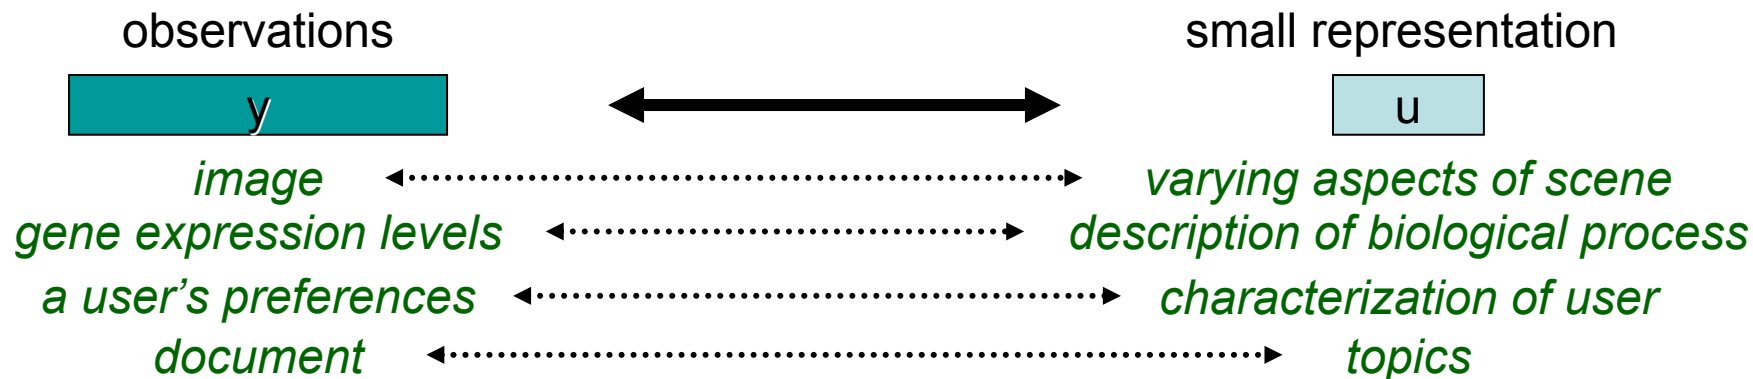 observations small representation
y u
image varying aspects of scene
gene expression levels description of biological process
a user’s preferences characterization of user
document topics